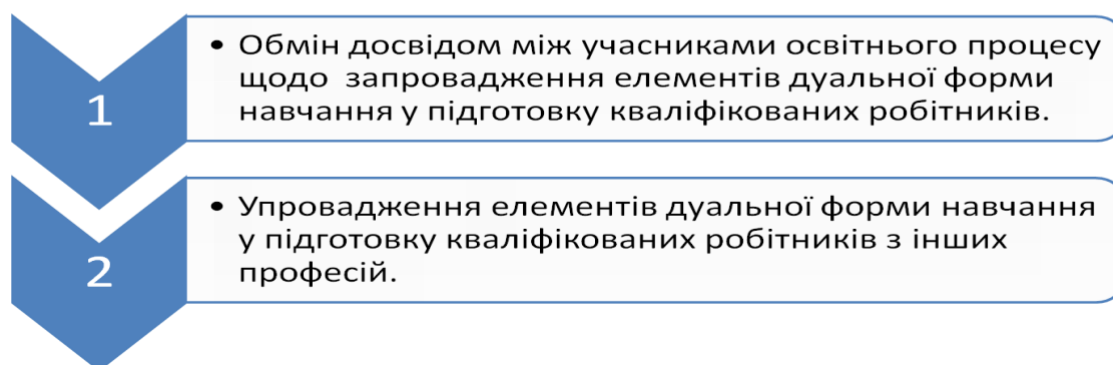 1
• Обмін досвідом між учасниками освітнього процесу
щодо запровадження елементів дуальної форми
навчання у підготовку кваліфікованих робітників.
2
• Упровадження елементів дуальної форми навчання
у підготовку кваліфікованих робітників з інших
професій.